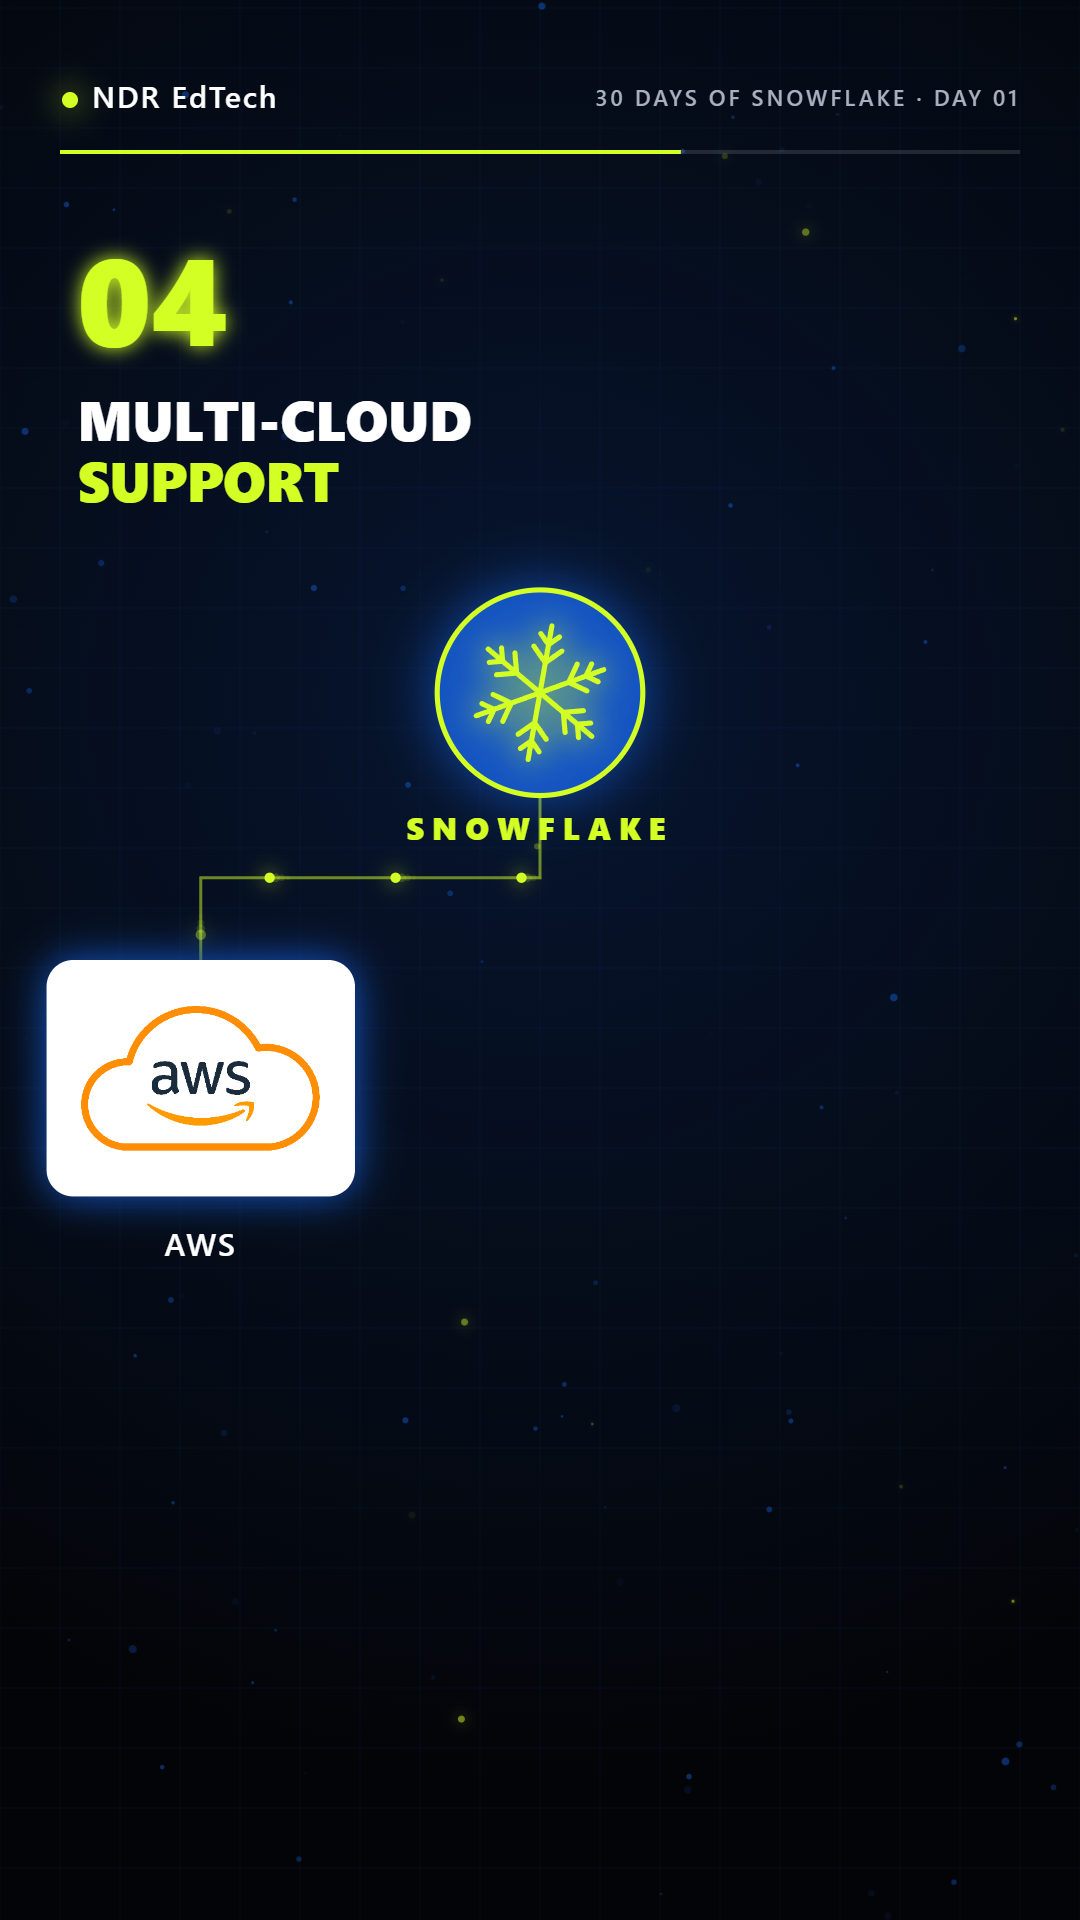 NDR EdTech
30 DAYS OF SNOWFLAKE · DAY 01
04
MULTI-CLOUD
SUPPORT
SNOWFLAKE
aws
AWS